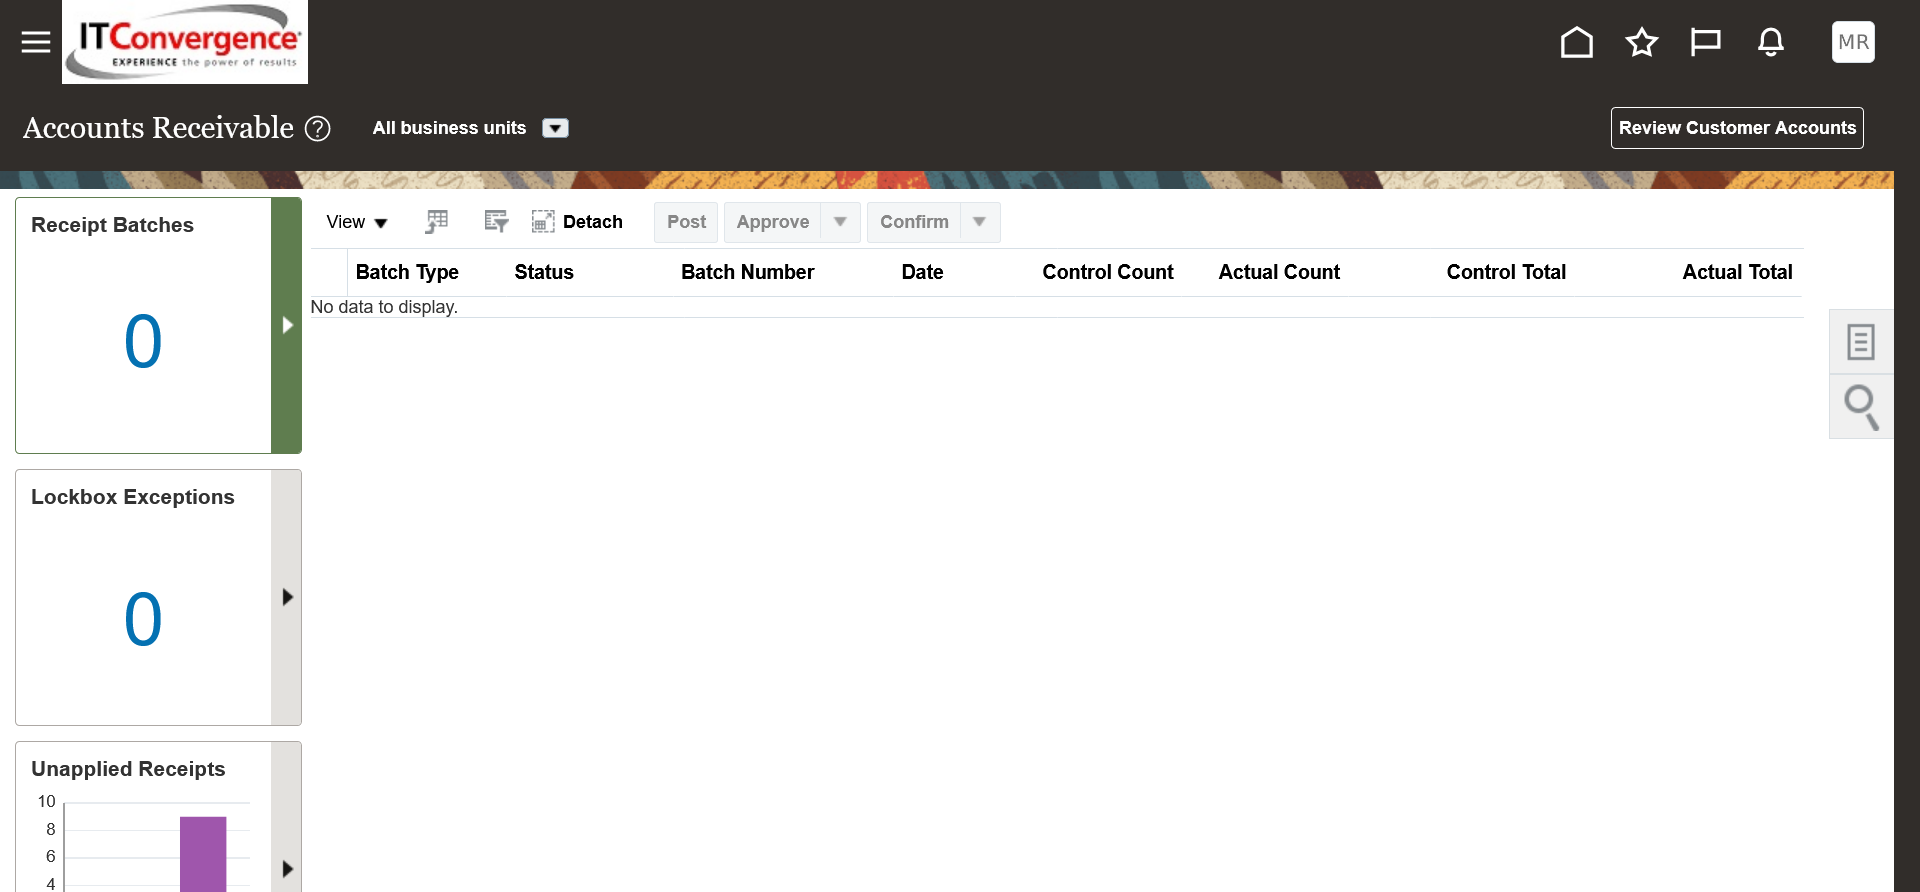 ITConvergence
EXPERIENCE the power of results
MR
Accounts Receivable ?
All business units
Review Customer Accounts
Receipt Batches
0
View
Detach
Post
Approve
Confirm
Batch Type Status Batch Number Date Control Count Actual Count Control Total Actual Total
No data to display.
Lockbox Exceptions
0
Unapplied Receipts
10
8
6
4